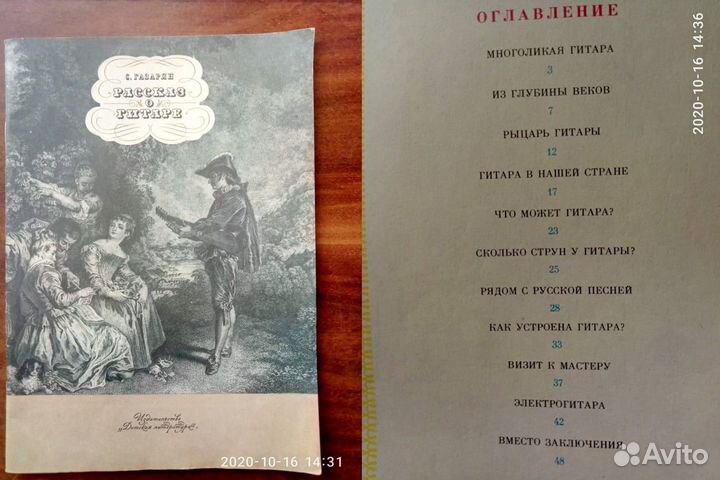 С. ГАЗАРЯН
РАССКАЗ
О
ГИТАРЕ
Издательство
„Детская литература“
2020-10-16 14:31
ОГЛАВЛЕНИЕ
МНОГОЛИКАЯ ГИТАРА
3
ИЗ ГЛУБИНЫ ВЕКОВ
7
РЫЦАРЬ ГИТАРЫ
12
ГИТАРА В НАШЕЙ СТРАНЕ
17
ЧТО МОЖЕТ ГИТАРА?
23
СКОЛЬКО СТРУН У ГИТАРЫ?
25
РЯДОМ С РУССКОЙ ПЕСНЕЙ
28
КАК УСТРОЕНА ГИТАРА?
33
ВИЗИТ К МАСТЕРУ
37
ЭЛЕКТРОГИТАРА
42
ВМЕСТО ЗАКЛЮЧЕНИЯ
48
2020-10-16 14:36
Avito